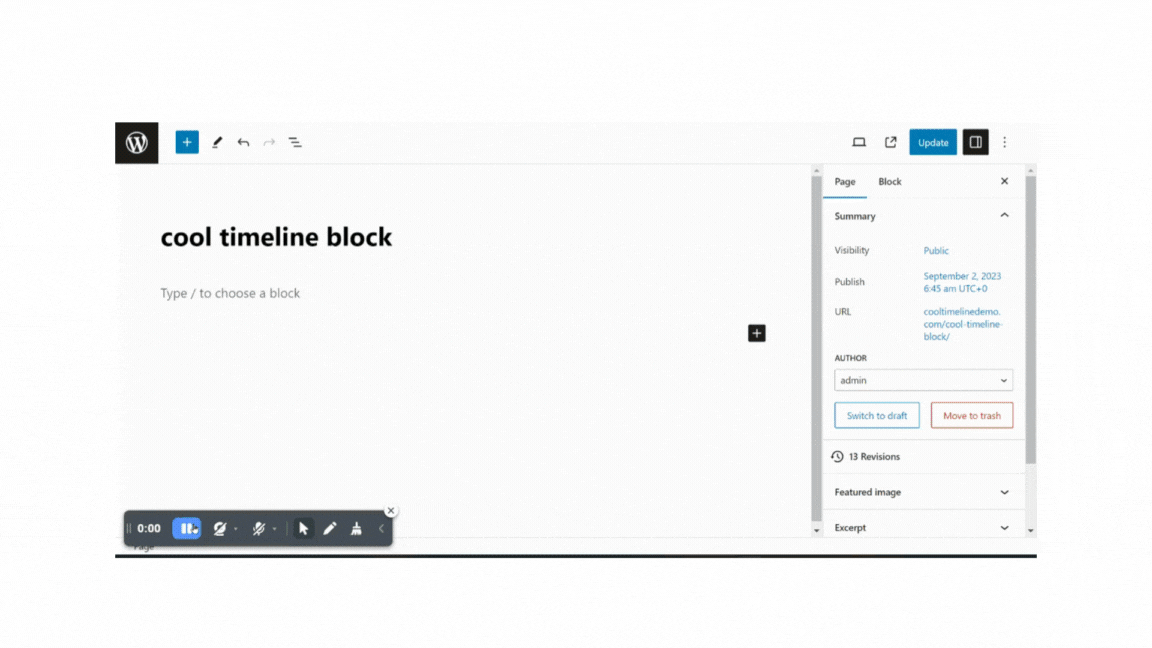 Update
Page Block
Summary
cool timeline block
Visibility Public
Publish September 2, 2023
6:45 am UTC+0
Type / to choose a block
URL cooltimelinedemo.
com/cool-timeline-
block/
AUTHOR
admin
Switch to draft Move to trash
13 Revisions
Featured image
0:00
Excerpt
Page